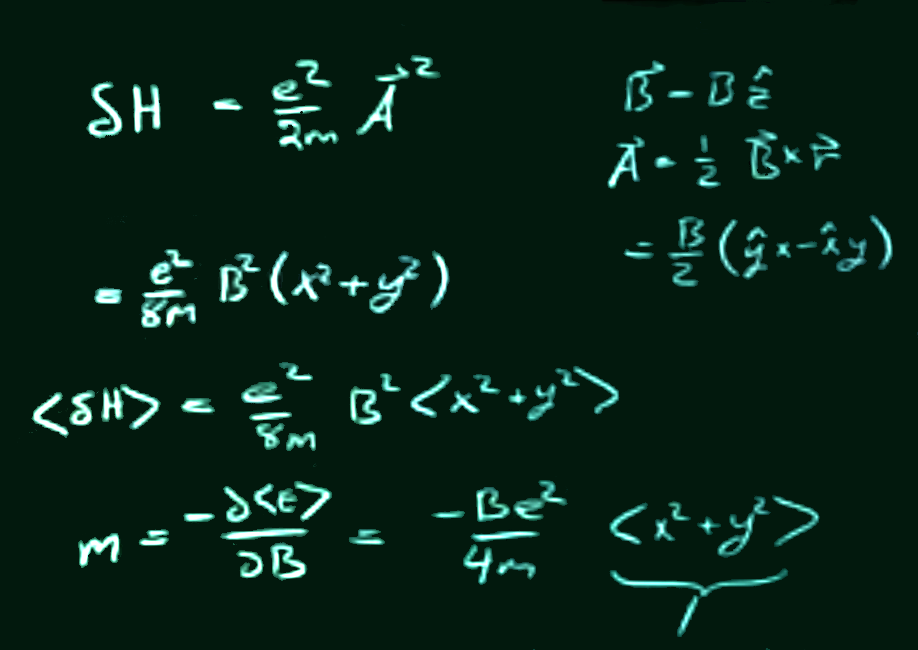 δH = e²/2m A⃗²
B⃗ = B ẑ
A⃗ = 1/2 B⃗ × r⃗
= B/2 (ŷx − x̂y)
= e²/8m B² (x² + y²)
<δH> = e²/8m B² <x² + y²>
m = −∂<E>/∂B = −Be²/4m <x² + y²>